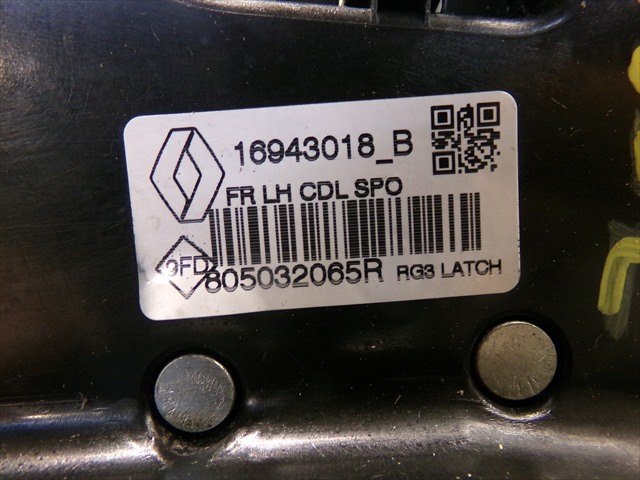 16943018_B
FR LH CDL SPO
9FD
805032065R RG3 LATCH